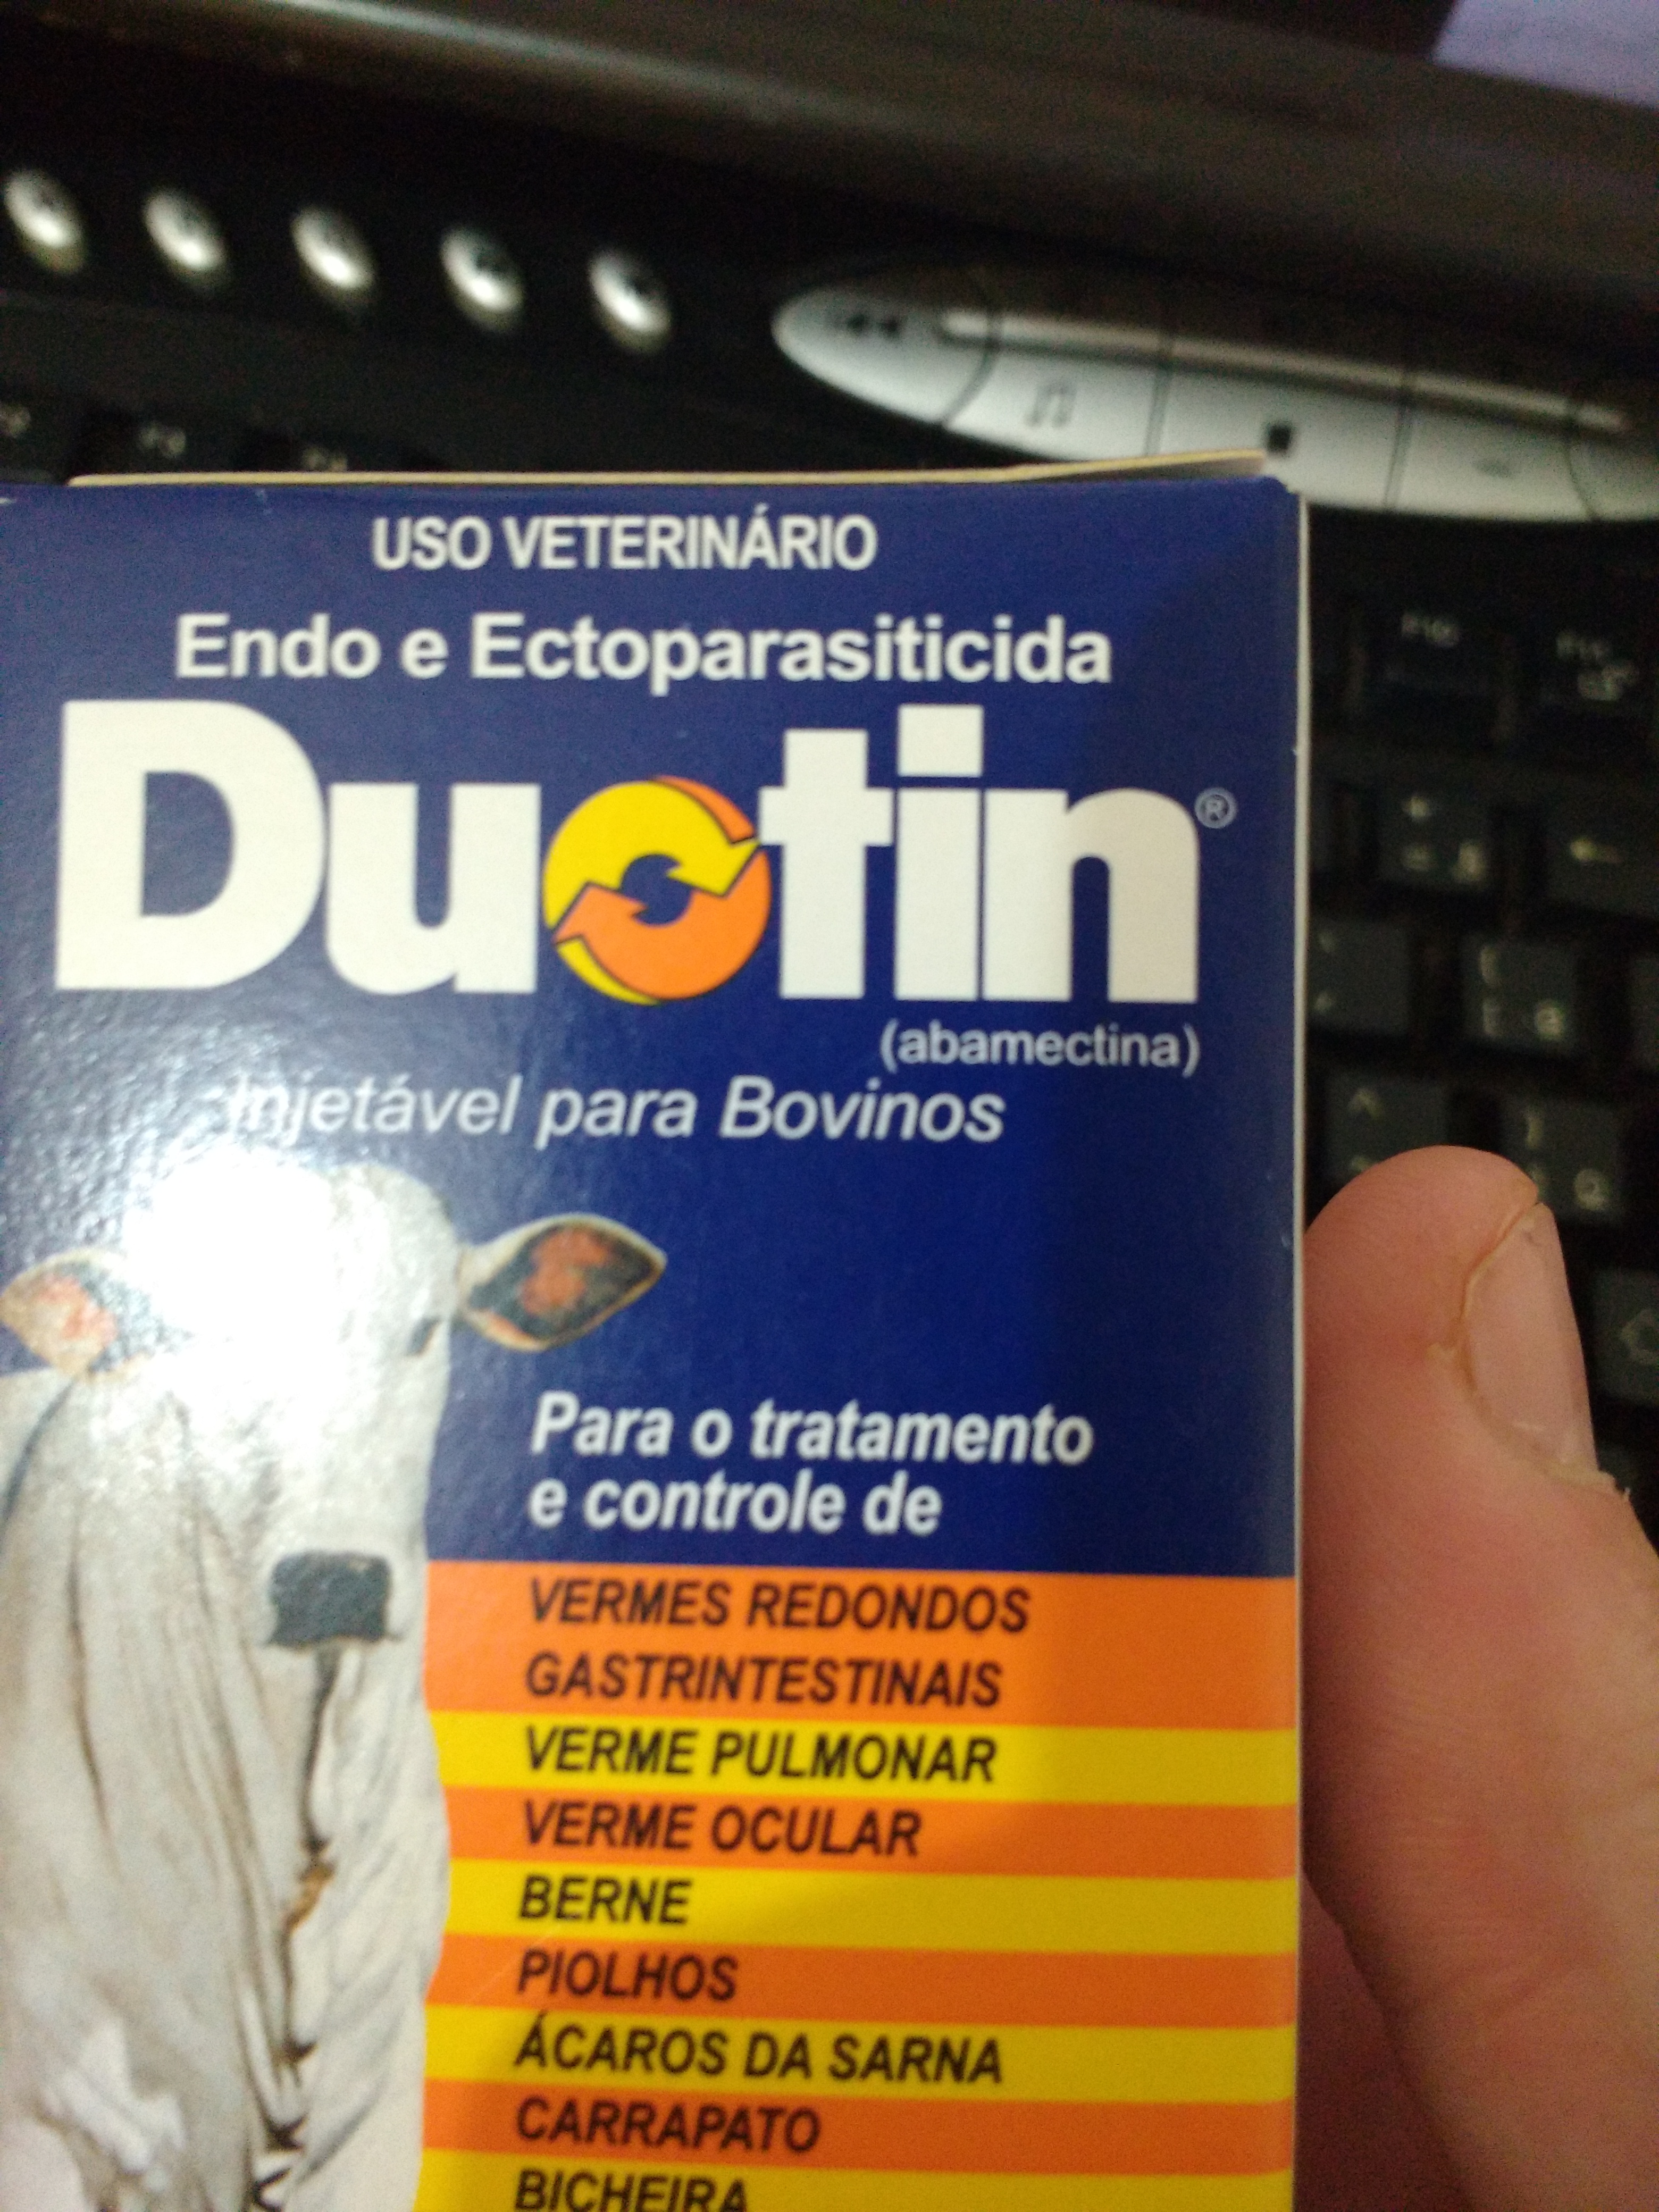 USO VETERINÁRIO
Endo e Ectoparasiticida
Duotin®
(abamectina)
Injetável para Bovinos
Para o tratamento
e controle de
VERMES REDONDOS
GASTRINTESTINAIS
VERME PULMONAR
VERME OCULAR
BERNE
PIOLHOS
ÁCAROS DA SARNA
CARRAPATO
BICHEIRA